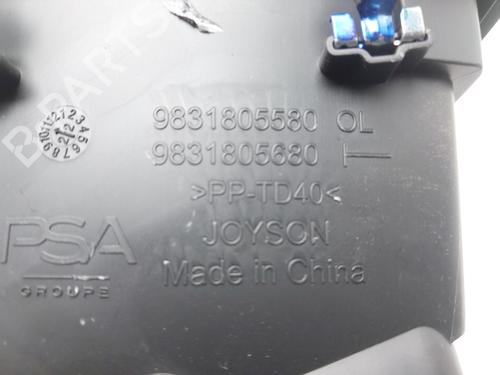 9831805580 OL
9831805680
>PP-TD40<
JOYSON
Made in China
PSA
GROUPE
B-PARTS